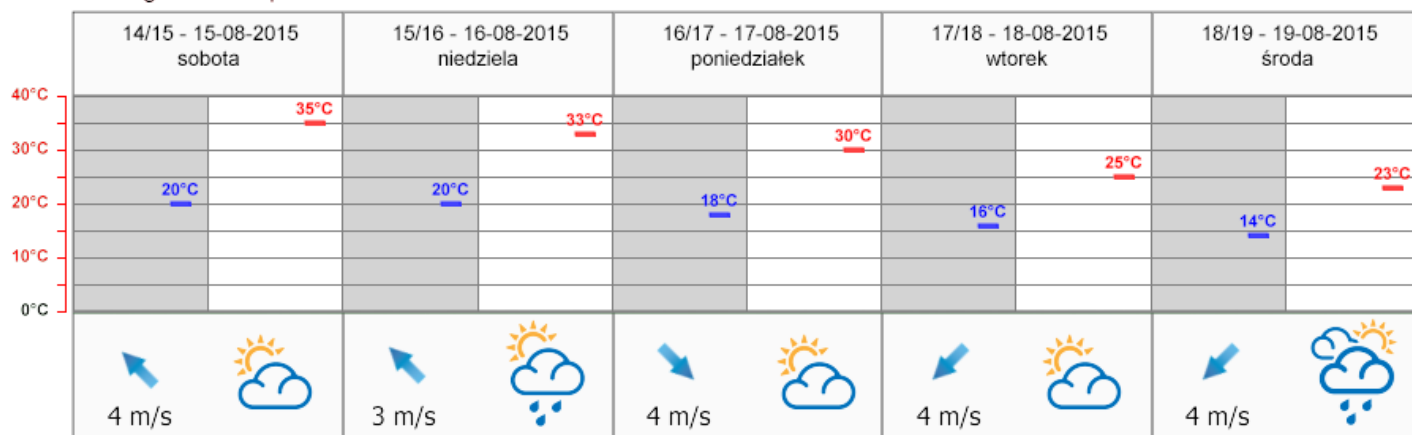 14/15 - 15-08-2015
sobota
15/16 - 16-08-2015
niedziela
16/17 - 17-08-2015
poniedziałek
17/18 - 18-08-2015
wtorek
18/19 - 19-08-2015
środa
40°C
30°C
20°C
10°C
0°C
35°C
20°C
33°C
20°C
30°C
18°C
25°C
16°C
23°C
14°C
4 m/s
3 m/s
4 m/s
4 m/s
4 m/s